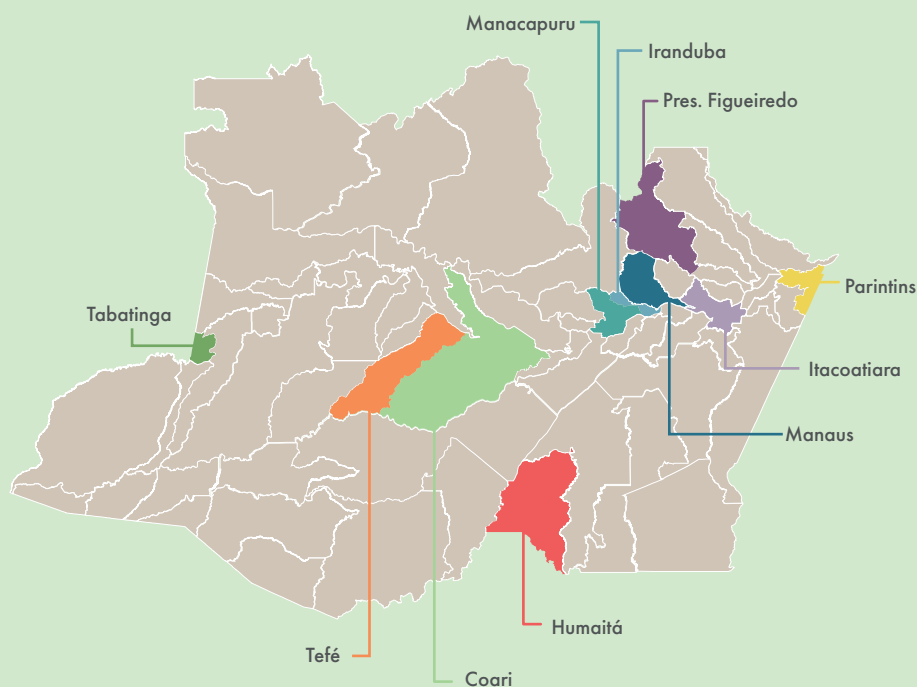 Manacapuru
Iranduba
Pres. Figueiredo
Parintins
Tabatinga
Itacoatiara
Manaus
Humaitá
Tefé
Coari